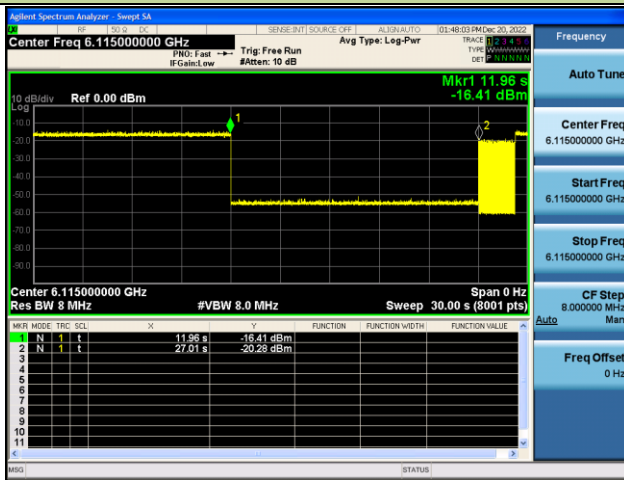 Agilent Spectrum Analyzer - Swept SA
RF 50 Ω DC SENSE:INT SOURCE OFF ALIGN AUTO 01:48:03 PM Dec 20, 2022
Center Freq 6.115000000 GHz
PNO: Fast
IFGain:Low
Trig: Free Run
#Atten: 10 dB
Avg Type: Log-Pwr
TRACE 1 2 3 4 5 6
TYPE
DET P N N N N N
Mkr1 11.96 s
-16.41 dBm
10 dB/div Ref 0.00 dBm
Log
-10.0
-20.0
-30.0
-40.0
-50.0
-60.0
-70.0
-80.0
-90.0
1
2
Center 6.115000000 GHz Span 0 Hz
Res BW 8 MHz #VBW 8.0 MHz Sweep 30.00 s (8001 pts)
MKR MODE TRC SCL X Y FUNCTION FUNCTION WIDTH FUNCTION VALUE
1 N 1 t 11.96 s -16.41 dBm
2 N 1 t 27.01 s -20.28 dBm
3
4
5
6
7
8
9
10
11
MSG STATUS
Frequency
Auto Tune
Center Freq
6.115000000 GHz
Start Freq
6.115000000 GHz
Stop Freq
6.115000000 GHz
CF Step
8.000000 MHz
Auto Man
Freq Offset
0 Hz